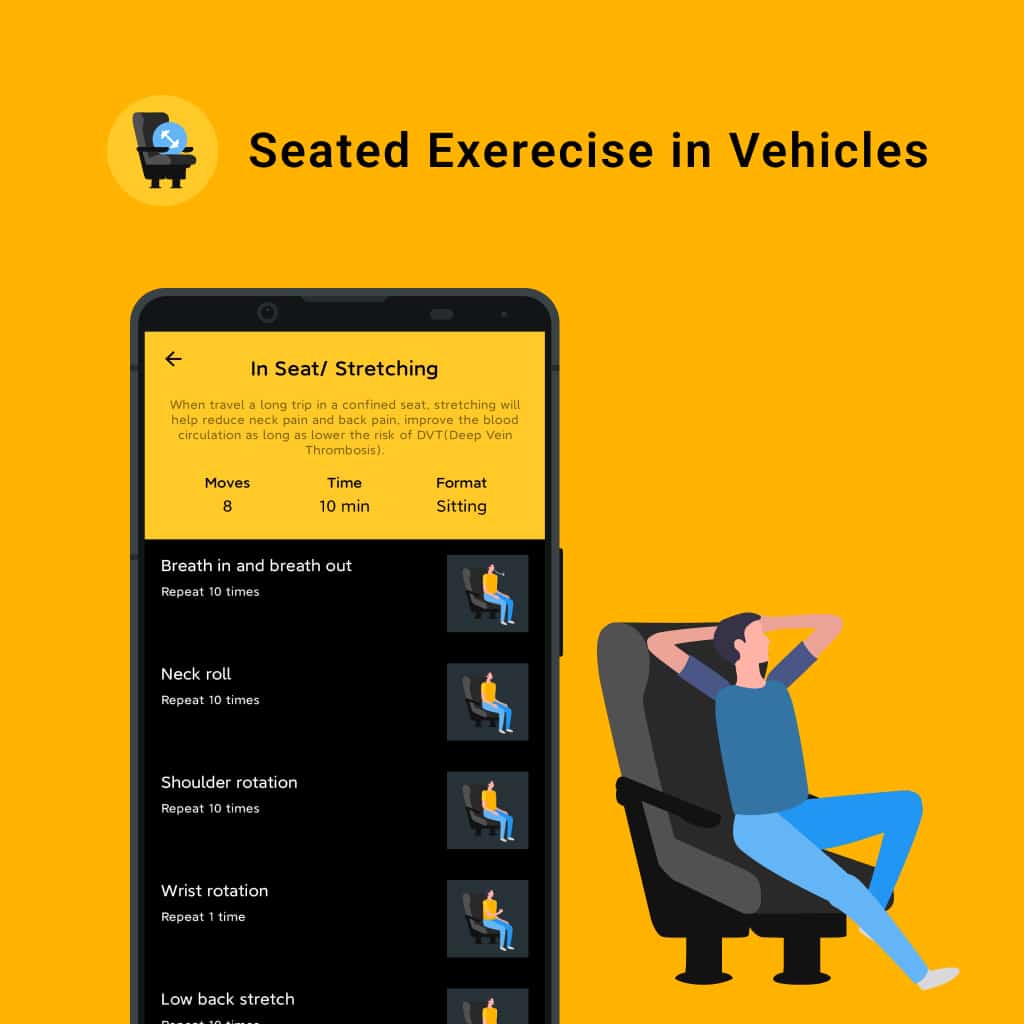 Seated Exerecise in Vehicles
In Seat/ Stretching
When travel a long trip in a confined seat, stretching will
help reduce neck pain and back pain, improve the blood
circulation as long as lower the risk of DVT(Deep Vein
Thrombosis).
Moves Time Format
8 10 min Sitting
Breath in and breath out
Repeat 10 times
Neck roll
Repeat 10 times
Shoulder rotation
Repeat 10 times
Wrist rotation
Repeat 1 time
Low back stretch
Repeat 10 times